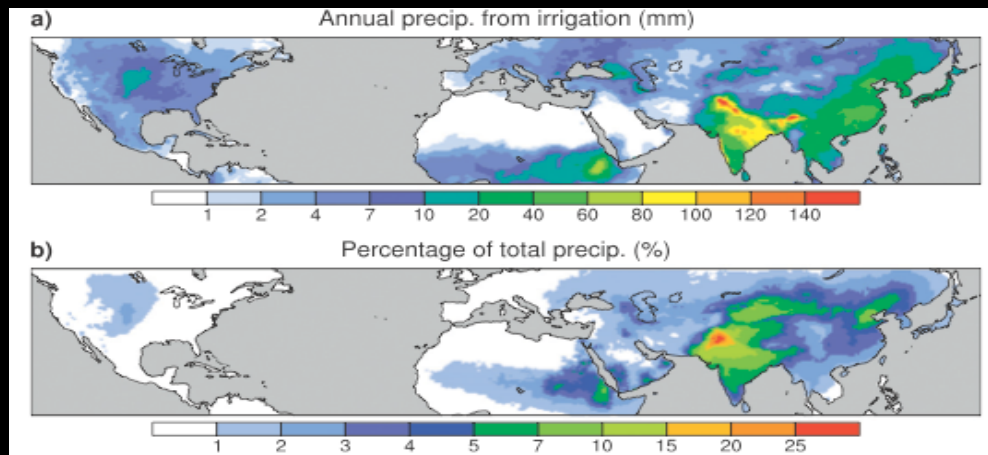 a) Annual precip. from irrigation (mm)
1 2 4 7 10 20 40 60 80 100 120 140
b) Percentage of total precip. (%)
1 2 3 4 5 7 10 15 20 25